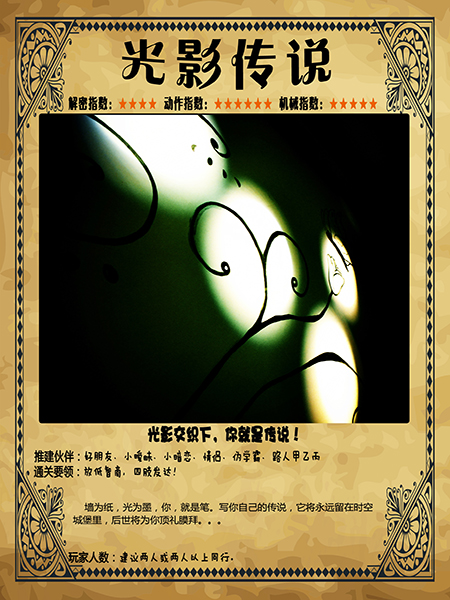 光影传说
解密指数：★★★★ 动作指数：★★★★★★ 机械指数：★★★★★
光影交织下，你就是传说！
推建伙伴：好朋友、小暧昧、小暗恋、情侣、伪学霸、路人甲乙丙
通关要领：放低智商，四肢发达！
墙为纸，光为墨，你，就是笔。写你自己的传说，它将永远留在时空
城堡里，后世将为你顶礼膜拜。。。
玩家人数：建议两人或两人以上同行。